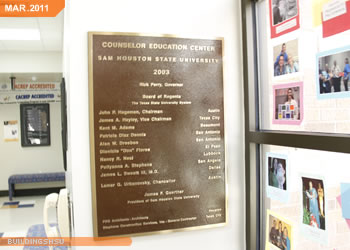 MAR .2011
CACREP ACCREDITED
COUNSELOR EDUCATION CENTER
SAM HOUSTON STATE UNIVERSITY
2003
Rick Perry, Governor
Board of Regents
The Texas State University System
John P. Hageman, Chairman Austin
James A. Hayley, Vice Chairman Texas City
Kent M. Adams Beaumont
Patricia Diaz Dennis San Antonio
Alan W. Dreeben San Antonio
Dionicio "Don" Flores El Paso
Nancy R. Neal Lubbock
Pollyanna A. Stephens San Angelo
James L. Sowell Dallas
Lamar G. Urbanovsky, Chancellor Austin
James F. Gaertner
President of Sam Houston State University
BUILDINGSHSU